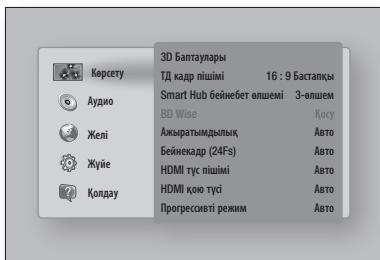 Көрсету
Аудио
Желі
Жүйе
Қолдау
3D Баптаулары
ТД кадр пішімі 16 : 9 Бастапқы
Smart Hub бейнебет өлшемі 3-өлшем
BD Wise Қосу
Ажыратымдылық Авто
Бейнекадр (24Fs) Авто
HDMI түс пішімі Авто
HDMI қою түсі Авто
Прогрессивті режим Авто